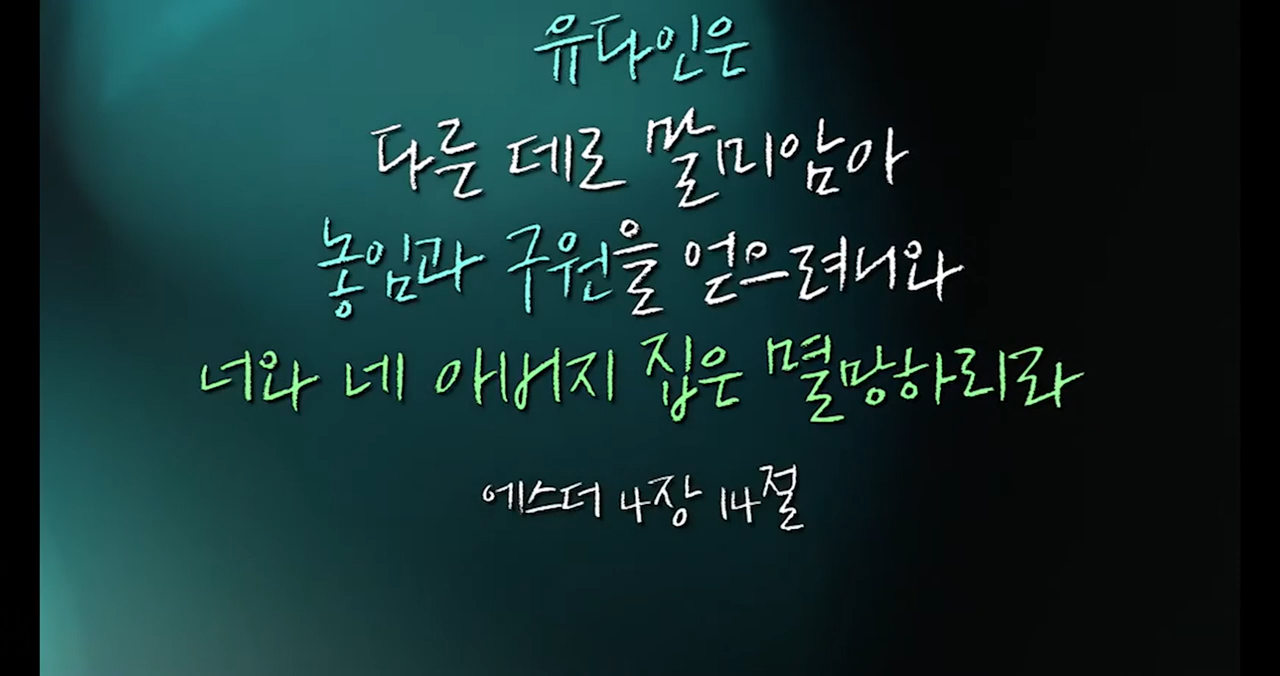 유다인은
다른 데로 말미암아
놓임과 구원을 얻으려니와
너와 네 아버지 집은 멸망하리라
에스더 4장 14절